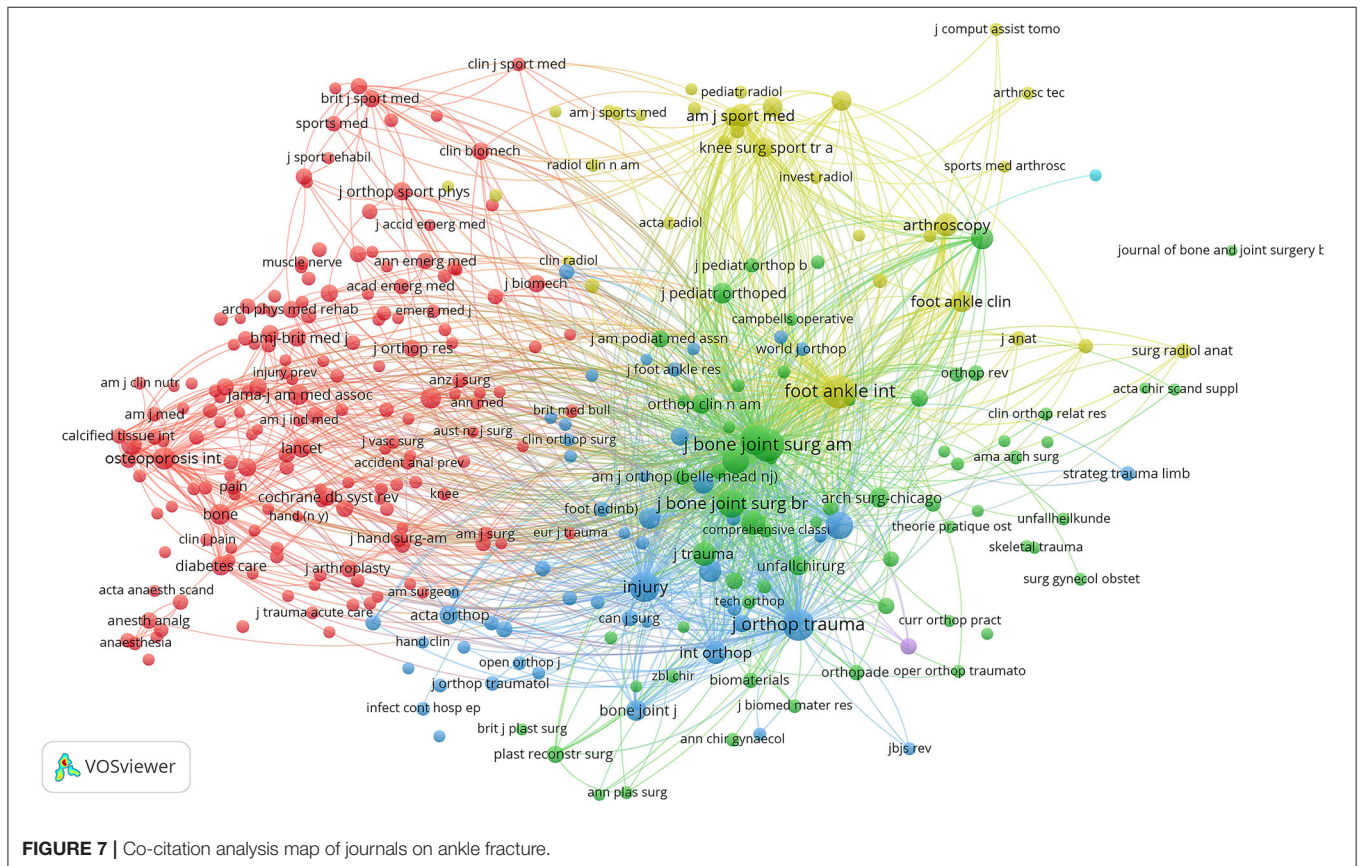 j comput assist tomo
clin j sport med
pediatr radiol
arthrosc tec
brit j sport med
am j sports med
am j sport med
sports med
knee surg sport tr a
clin biomech
j sport rehabil
radiol clin n am
invest radiol
sports med arthrosc
j orthop sport phys
j accid emerg med
acta radiol
arthroscopy
journal of bone and joint surgery b
muscle nerve
ann emerg med
clin radiol
j pediatr orthop b
acad emerg med
j biomech
j pediatr orthoped
foot ankle clin
arch phys med rehab
emerg med j
campbells operative
bmj-brit med j
j am podiat med assn
j anat
j orthop res
world j orthop
surg radiol anat
injury prev
j foot ankle res
orthop rev
am j clin nutr
jama-j am med assoc
anz j surg
foot ankle int
acta chir scand suppl
am j med
ann med
orthop clin n am
am j ind med
brit med bull
clin orthop relat res
calcified tissue int
j vasc surg
aust nz j surg
clin orthop surg
j bone joint surg am
lancet
osteoporosis int
accident anal prev
ama arch surg
strateg trauma limb
pain
am j orthop (belle mead nj)
cochrane db syst rev
knee
arch surg-chicago
bone
hand (n y)
foot (edinb)
j bone joint surg br
unfallheilkunde
comprehensive classi
theorie pratique ost
clin j pain
j hand surg-am
am j surg
eur j trauma
skeletal trauma
j trauma
diabetes care
j arthroplasty
unfallchirurg
surg gynecol obstet
acta anaesth scand
am surgeon
injury
tech orthop
j trauma acute care
acta orthop
can j surg
anesth analg
j orthop trauma
curr orthop pract
anaesthesia
hand clin
int orthop
open orthop j
zbl chir
biomaterials
orthopade
oper orthop traumato
j orthop traumatol
infect cont hosp ep
bone joint j
j biomed mater res
brit j plast surg
ann chir gynaecol
jbjs rev
plast reconstr surg
ann plas surg
VOSviewer
FIGURE 7 | Co-citation analysis map of journals on ankle fracture.